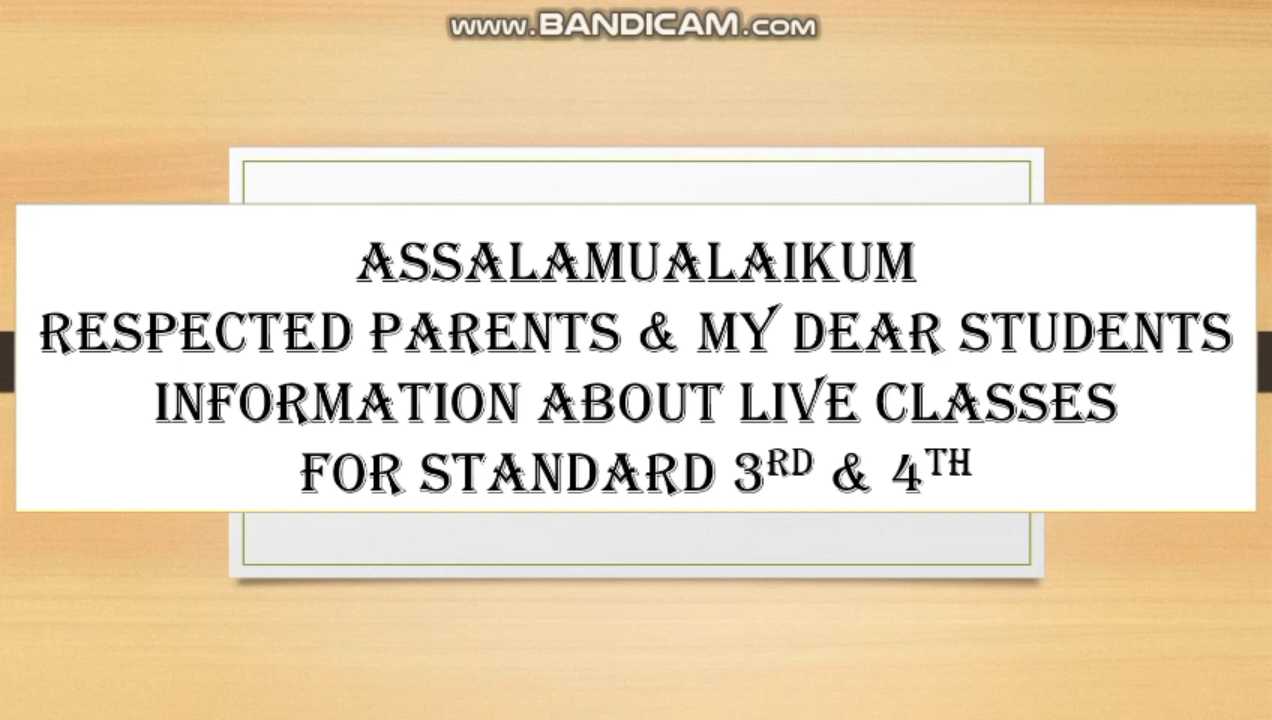 www.BANDICAM.com
ASSALAMUALAIKUM
RESPECTED PARENTS & MY DEAR STUDENTS
INFORMATION ABOUT LIVE CLASSES
FOR STANDARD 3RD & 4TH